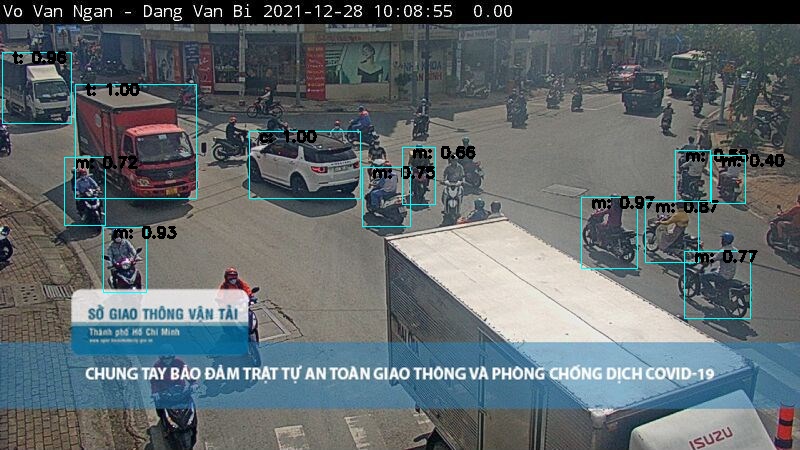 Vo Van Ngan - Dang Van Bi 2021-12-28 10:08:55 0.00
t: 0.96
t: 1.00
c: 1.00
m: 0.72
m: 0.75
m: 0.66
m: 0.40
m: 0.97
m: 0.87
m: 0.93
m: 0.77
SỞ GIAO THÔNG VẬN TẢI
Thành phố Hồ Chí Minh
CHUNG TAY BẢO ĐẢM TRẬT TỰ AN TOÀN GIAO THÔNG VÀ PHÒNG CHỐNG DỊCH COVID-19
ISUZU